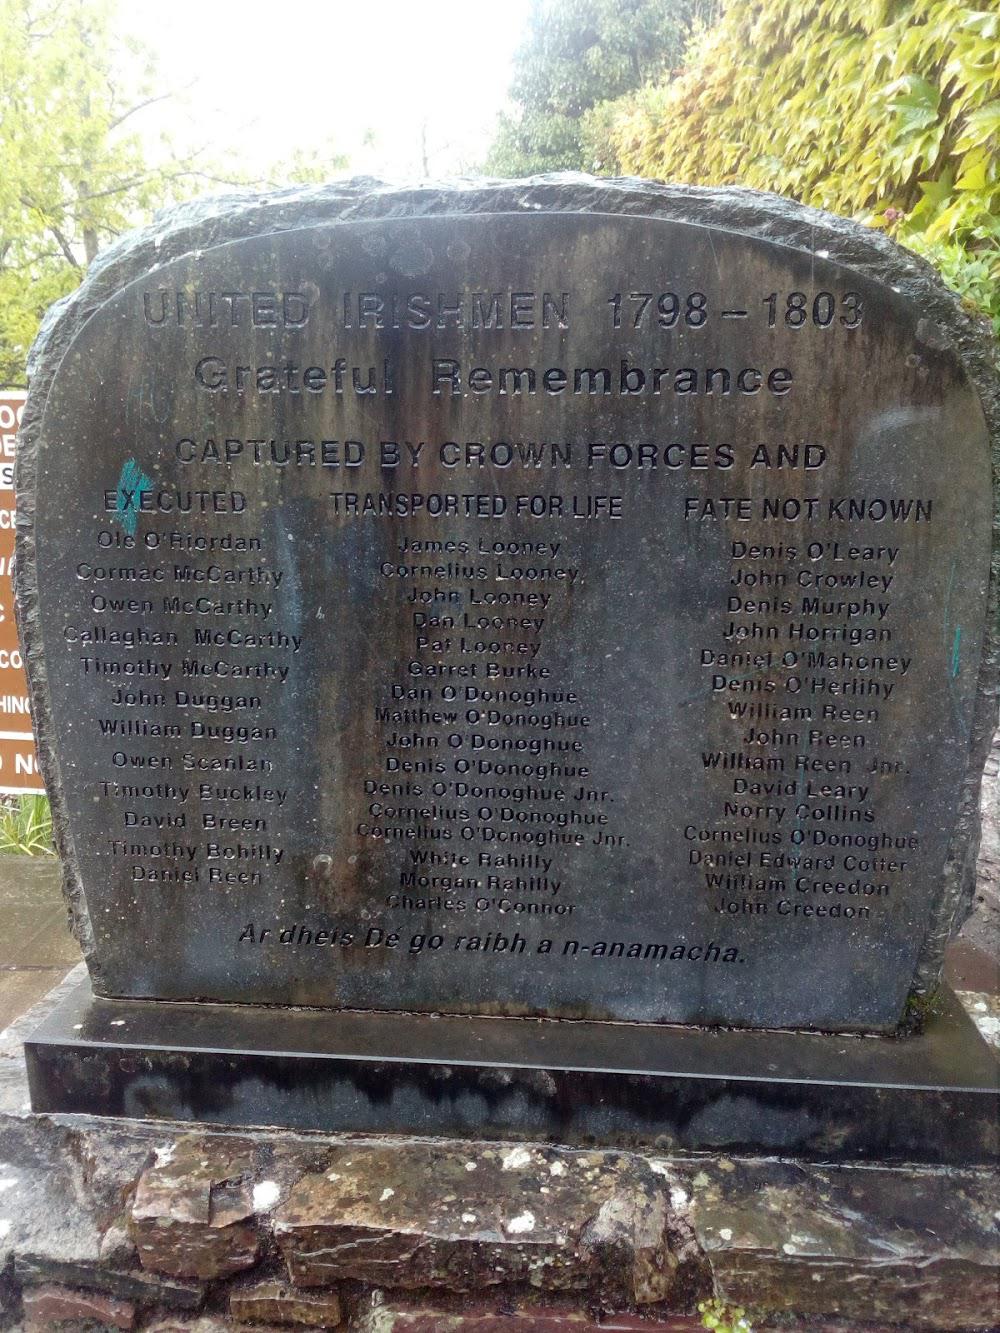 UNITED IRISHMEN 1798 – 1803
Grateful Remembrance
CAPTURED BY CROWN FORCES AND
EXECUTED
Ole O'Riordan
Cormac McCarthy
Owen McCarthy
Callaghan McCarthy
Timothy McCarthy
John Duggan
William Duggan
Owen Scanlan
Timothy Buckley
David Breen
Timothy Bohilly
Daniel Reen
TRANSPORTED FOR LIFE
James Looney
Cornelius Looney
John Looney
Dan Looney
Pat Looney
Garret Burke
Dan O'Donoghue
Matthew O'Donoghue
John O'Donoghue
Denis O'Donoghue
Denis O'Donoghue Jnr.
Cornelius O'Donoghue
Cornelius O'Donoghue Jnr.
White Rahilly
Morgan Rahilly
Charles O'Connor
FATE NOT KNOWN
Denis O'Leary
John Crowley
Denis Murphy
John Horrigan
Daniel O'Mahoney
Denis O'Herlihy
William Reen
John Reen
William Reen Jnr.
David Leary
Norry Collins
Cornelius O'Donoghue
Daniel Edward Cotter
William Creedon
John Creedon
Ar dheis Dé go raibh a n-anamacha.